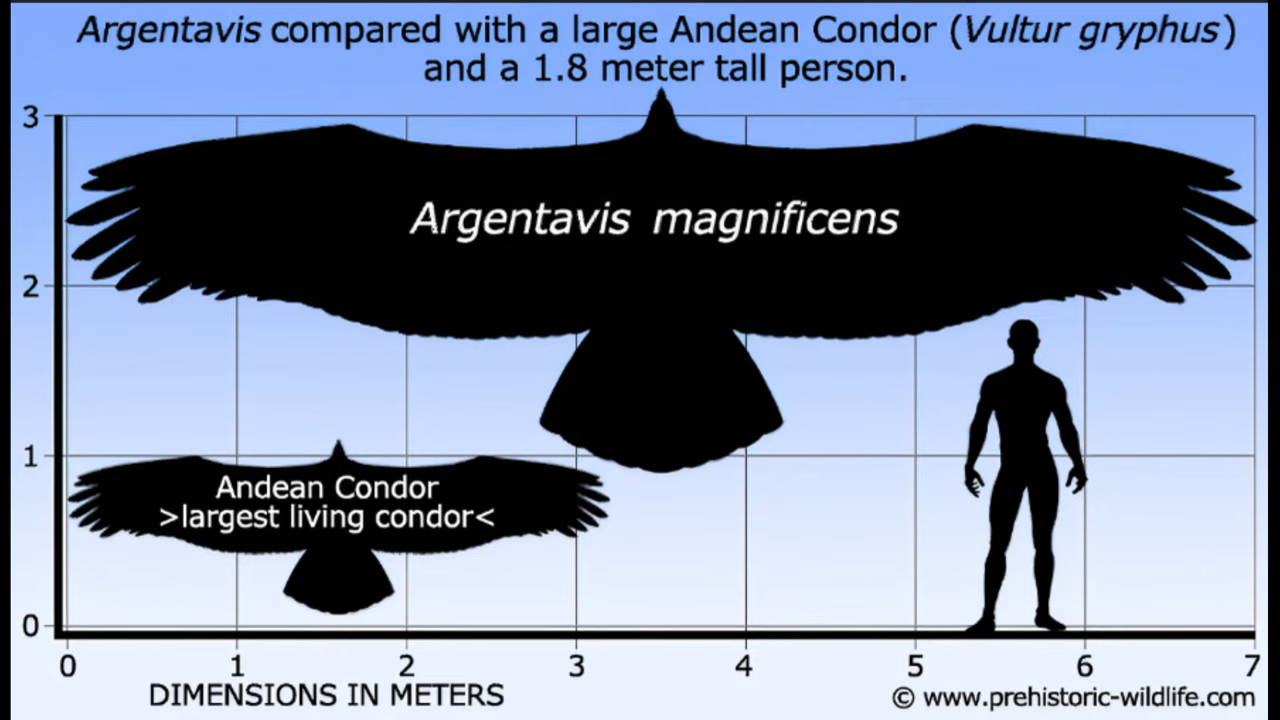 Argentavis compared with a large Andean Condor (Vultur gryphus)
and a 1.8 meter tall person.
3
Argentavis magnificens
2
1
Andean Condor
>largest living condor<
0
0 1 2 3 4 5 6 7
DIMENSIONS IN METERS
© www.prehistoric-wildlife.com